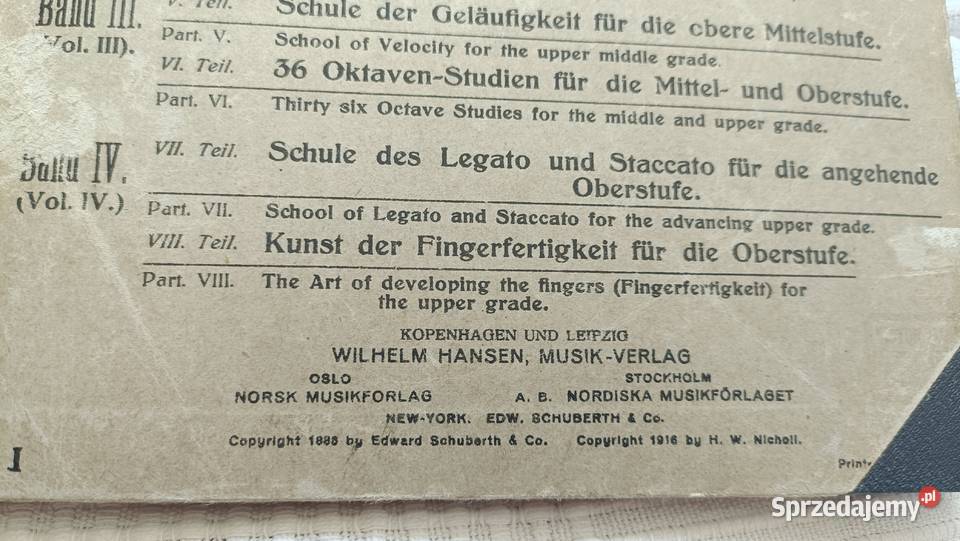 Band III.
V. Teil. Schule der Geläufigkeit für die obere Mittelstufe.
(Vol. III). Part. V. School of Velocity for the upper middle grade.
VI. Teil. 36 Oktaven-Studien für die Mittel- und Oberstufe.
Part. VI. Thirty six Octave Studies for the middle and upper grade.
Band IV. VII. Teil. Schule des Legato und Staccato für die angehende
Oberstufe.
(Vol. IV.) Part. VII. School of Legato and Staccato for the advancing upper grade.
VIII. Teil. Kunst der Fingerfertigkeit für die Oberstufe.
Part. VIII. The Art of developing the fingers (Fingerfertigkeit) for
the upper grade.
KOPENHAGEN UND LEIPZIG
WILHELM HANSEN, MUSIK-VERLAG
OSLO STOCKHOLM
NORSK MUSIKFORLAG A. B. NORDISKA MUSIKFÖRLAGET
NEW-YORK. EDW. SCHUBERTH & Co.
Copyright 1888 by Edward Schuberth & Co. Copyright 1916 by H. W. Nicholl.
I
Sprzedajemy.pl